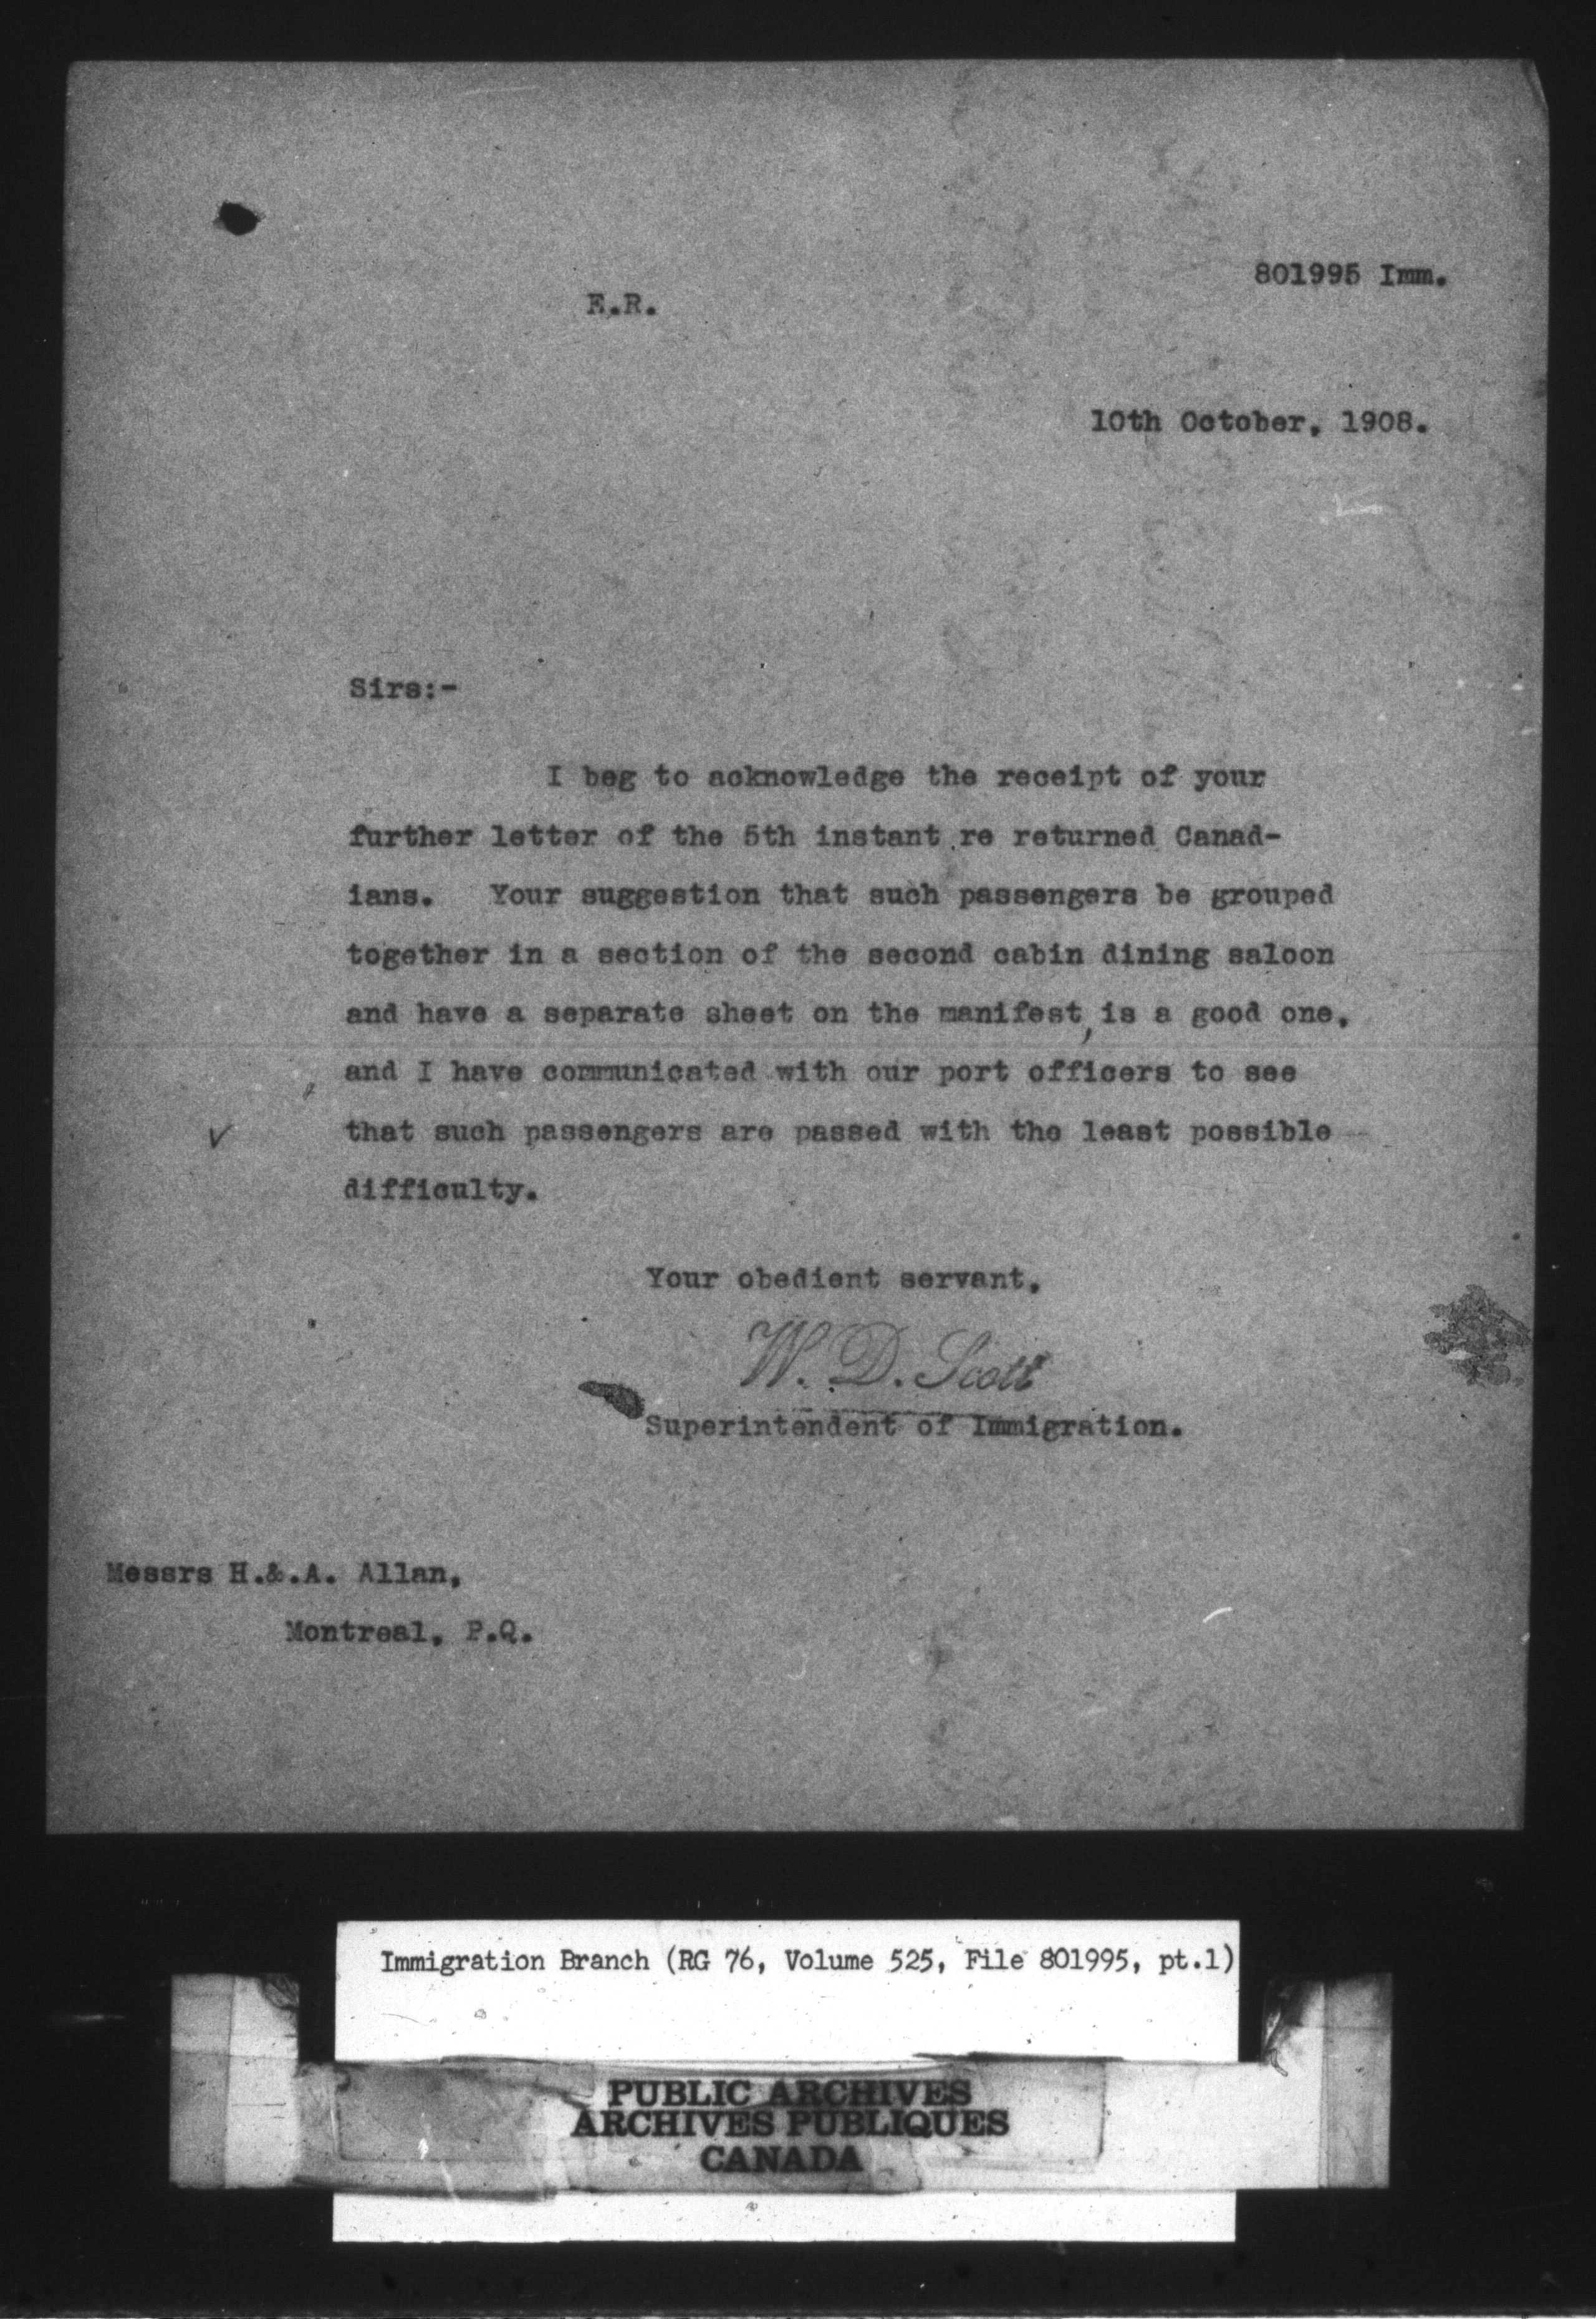 801995 Imm.
E.R.
10th October, 1908.
Sirs:-
I beg to acknowledge the receipt of your
further letter of the 5th instant re returned Canad-
ians. Your suggestion that such passengers be grouped
together in a section of the second cabin dining saloon
and have a separate sheet on the manifest, is a good one,
and I have communicated with our port officers to see
that such passengers are passed with the least possible
difficulty.
Your obedient servant,
W. D. Scott
Superintendent of Immigration.
Messrs H.&.A. Allan,
Montreal, P.Q.
Immigration Branch (RG 76, Volume 525, File 801995, pt.1)
PUBLIC ARCHIVES
ARCHIVES PUBLIQUES
CANADA